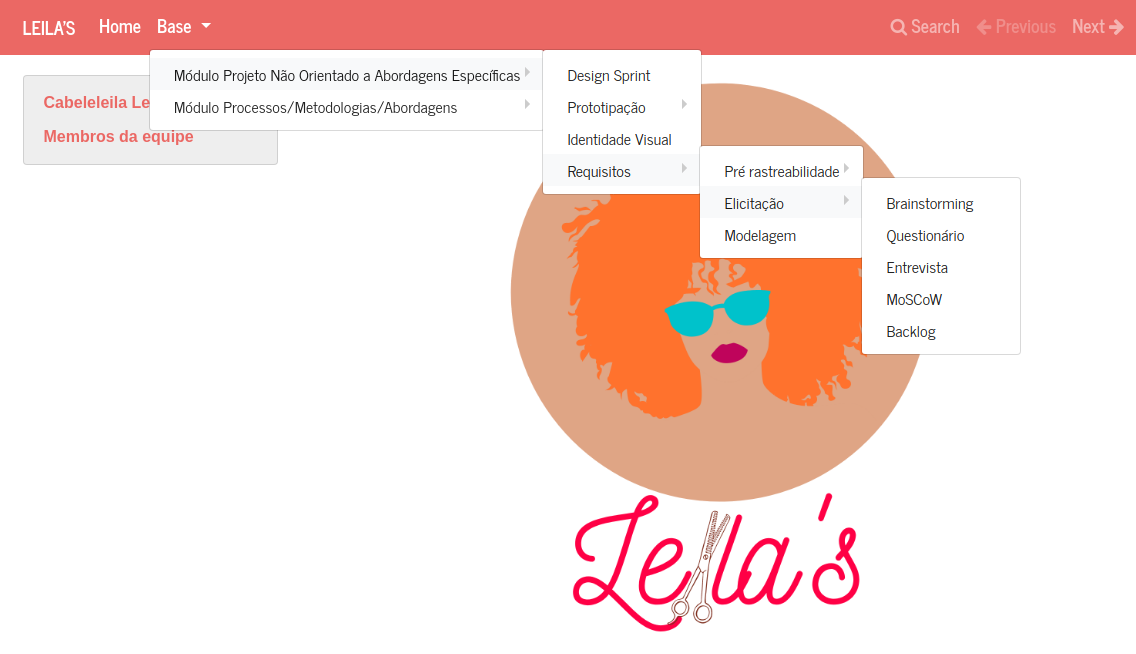 LEILA'S Home Base Search Previous Next
Cabeleleila Le
Membros da equipe
Módulo Projeto Não Orientado a Abordagens Específicas
Módulo Processos/Metodologias/Abordagens
Design Sprint
Prototipação
Identidade Visual
Requisitos
Pré rastreabilidade
Elicitação
Modelagem
Brainstorming
Questionário
Entrevista
MoSCoW
Backlog
Leila's